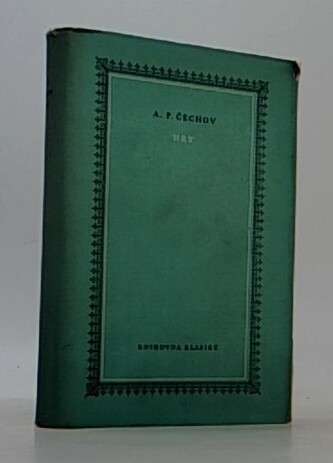 A. P. ČECHOV
HRY
KNIHOVNA KLASIKŮ